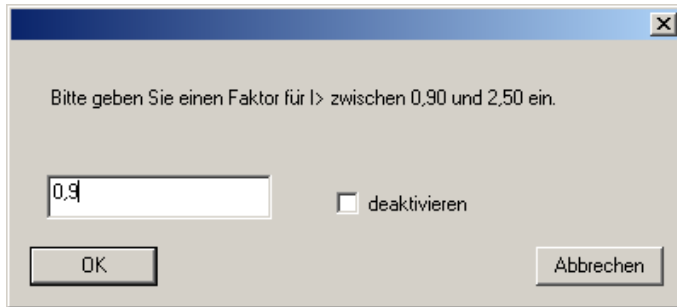 Bitte geben Sie einen Faktor für I> zwischen 0,90 und 2,50 ein.
0,9
deaktivieren
OK
Abbrechen